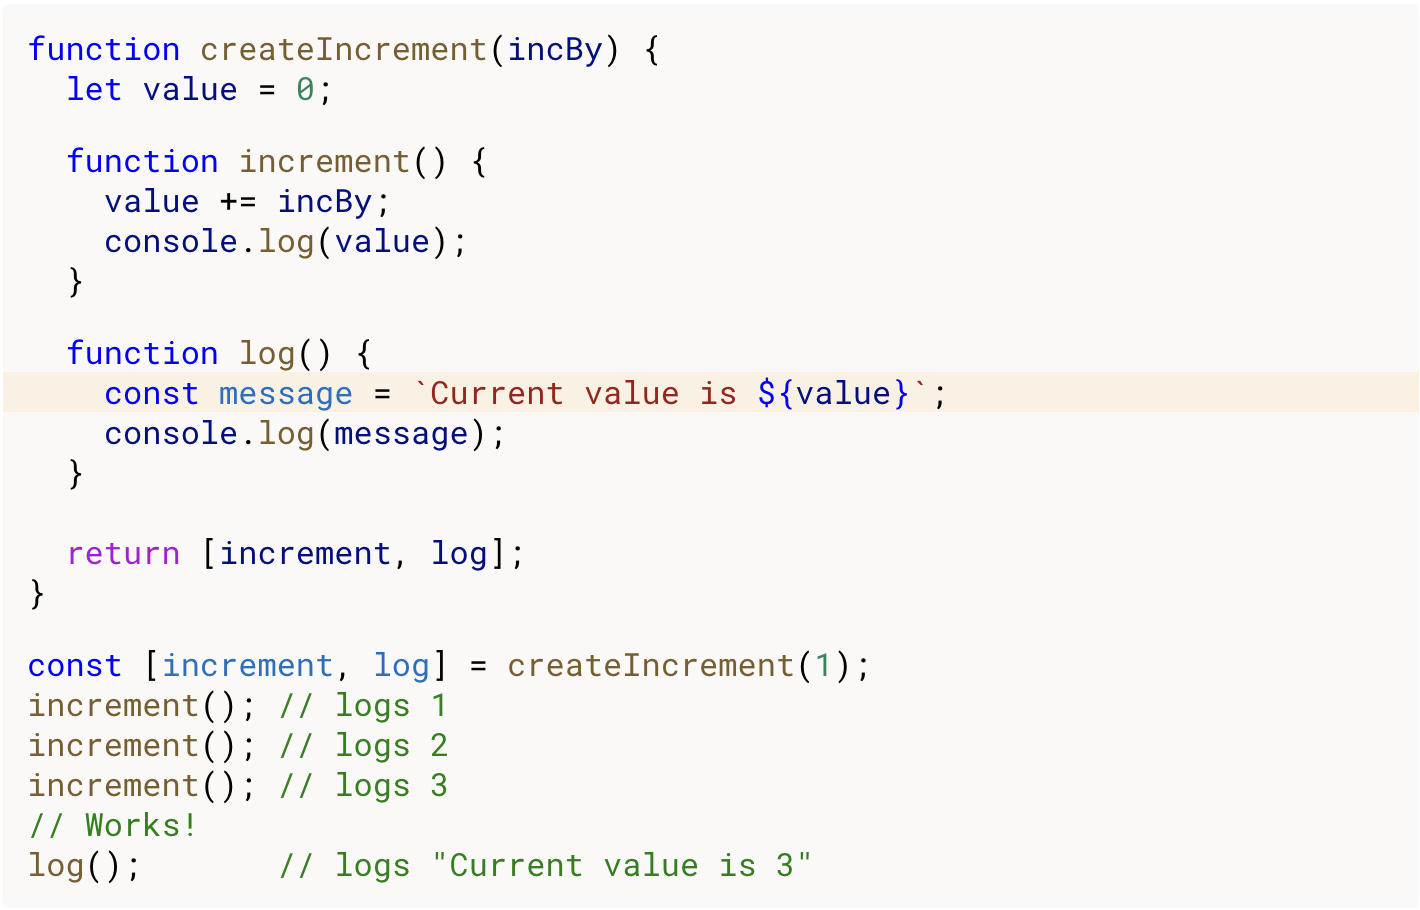 function createIncrement(incBy) {
  let value = 0;

  function increment() {
    value += incBy;
    console.log(value);
  }

  function log() {
    const message = `Current value is ${value}`;
    console.log(message);
  }

  return [increment, log];
}

const [increment, log] = createIncrement(1);
increment(); // logs 1
increment(); // logs 2
increment(); // logs 3
// Works!
log();       // logs "Current value is 3"